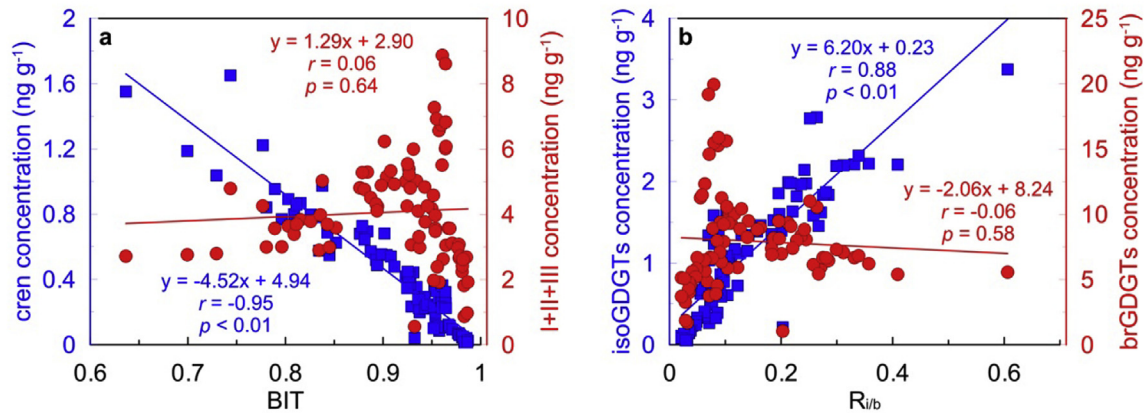 a
cren concentration (ng g⁻¹)
2
1.6
1.2
0.8
0.4
0
y = 1.29x + 2.90
r = 0.06
p = 0.64
y = -4.52x + 4.94
r = -0.95
p < 0.01
10
8
6
4
2
0
I+II+III concentration (ng g⁻¹)
0.6 0.7 0.8 0.9 1
BIT
b
isoGDGTs concentration (ng g⁻¹)
4
3
2
1
0
y = 6.20x + 0.23
r = 0.88
p < 0.01
y = -2.06x + 8.24
r = -0.06
p = 0.58
25
20
15
10
5
0
brGDGTs concentration (ng g⁻¹)
0 0.2 0.4 0.6
Ri/b